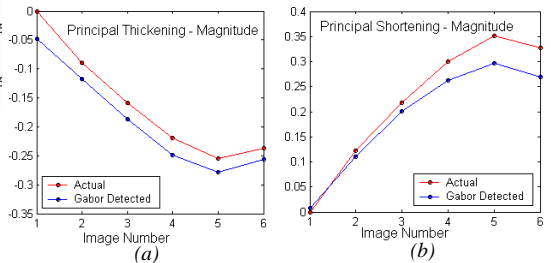 Principal Thickening - Magnitude
0
-0.05
-0.1
-0.15
-0.2
-0.25
-0.3
-0.35
Actual
Gabor Detected
1 2 3 4 5 6
Image Number
(a)
Principal Shortening - Magnitude
0.4
0.35
0.3
0.25
0.2
0.15
0.1
0.05
0
Actual
Gabor Detected
1 2 3 4 5 6
Image Number
(b)